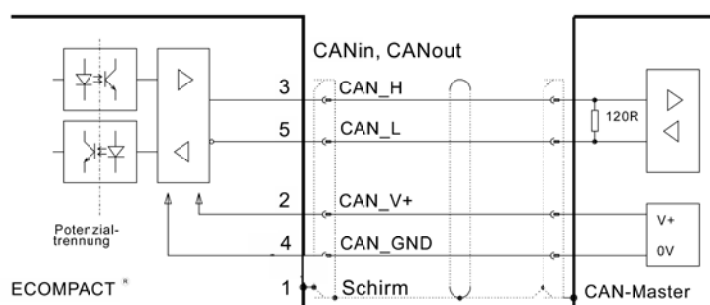 CANin, CANout
3 CAN_H
120R
5 CAN_L
2 CAN_V+
V+
Poterzial-
trennung
4 CAN_GND
0V
ECOMPACT ®
1 Schirm
CAN-Master